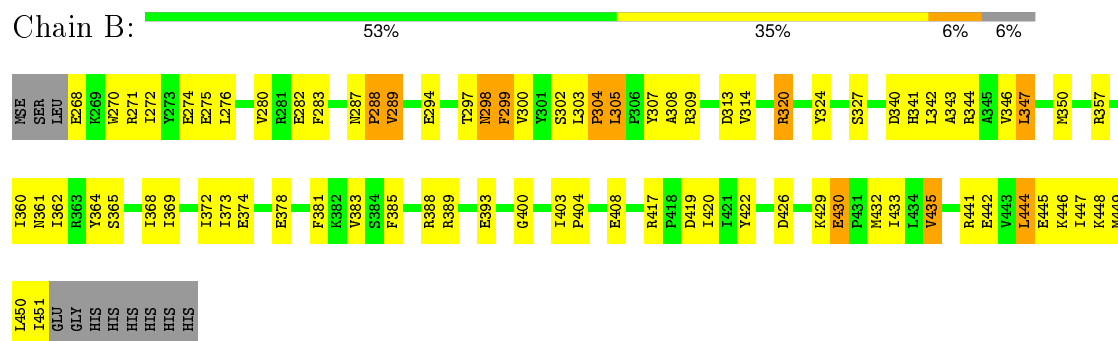 Chain B:
53% 35% 6% 6%
MSE SER LEU E268 K269 W270 R271 I272 Y273 E274 E275 L276 V280 R281 E282 F283 N287 P288 V289 E294 T297 N298 F299 V300 Y301 S302 L303 P304 L305 P306 Y307 A308 R309 D313 V314 R320 Y324 S327 D340 H341 L342 A343 R344 A345 V346 L347 M350 R357
I360 N361 I362 R363 Y364 S365 I368 I369 I372 I373 E374 E378 F381 K382 V383 S384 F385 R388 R389 E393 G400 I403 P404 E408 R417 P418 D419 I420 I421 Y422 D426 K429 E430 P431 M432 I433 L434 V435 R441 E442 V443 L444 E445 K446 I447 K448 M449
L450 I451 GLU GLY HIS HIS HIS HIS HIS HIS